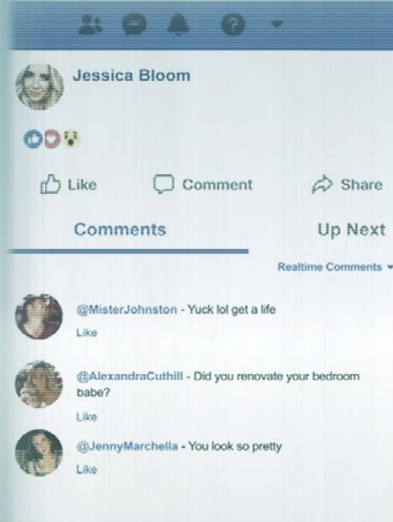 Jessica Bloom
Like Comment Share
Comments Up Next
Realtime Comments
@MisterJohnston - Yuck lol get a life
Like
@AlexandraCuthill - Did you renovate your bedroom
babe?
Like
@JennyMarchella - You look so pretty
Like